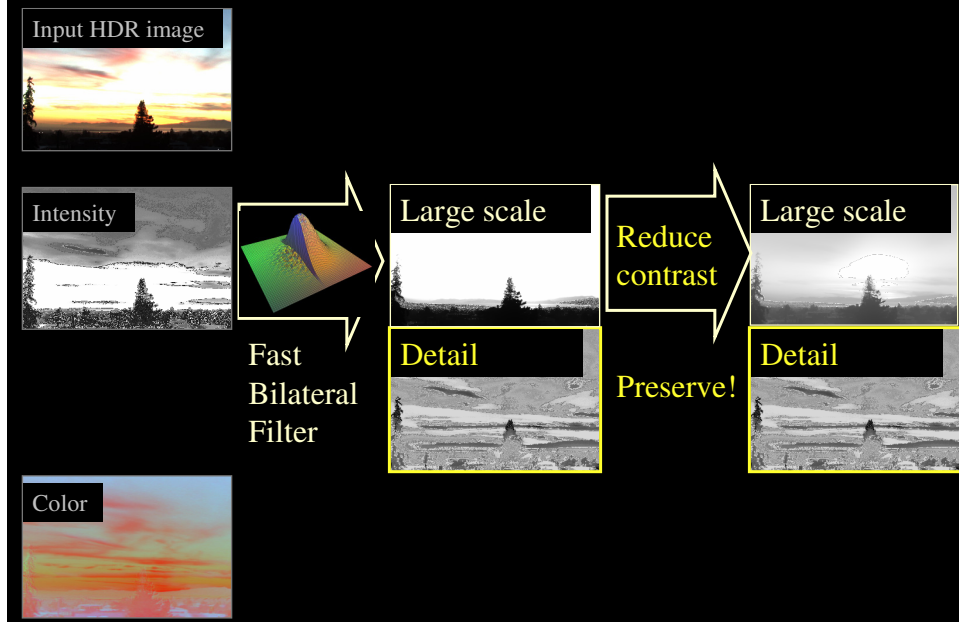 Input HDR image
Intensity
Large scale
Reduce
contrast
Large scale
Fast
Bilateral
Filter
Detail
Preserve!
Detail
Color